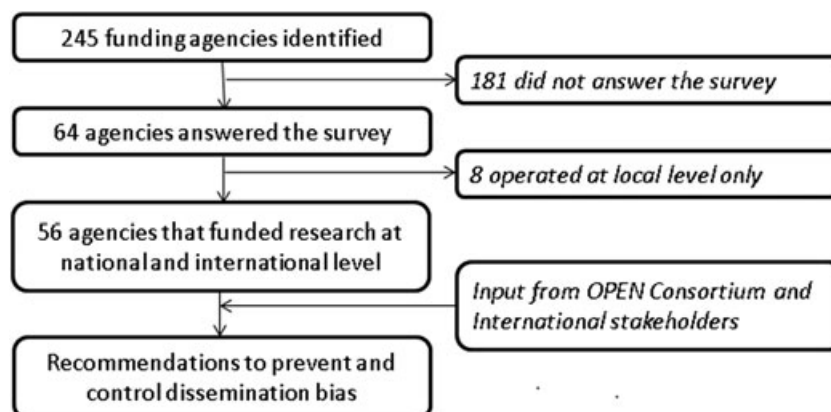 245 funding agencies identified
181 did not answer the survey
64 agencies answered the survey
8 operated at local level only
56 agencies that funded research at
national and international level
Input from OPEN Consortium and
International stakeholders
Recommendations to prevent and
control dissemination bias